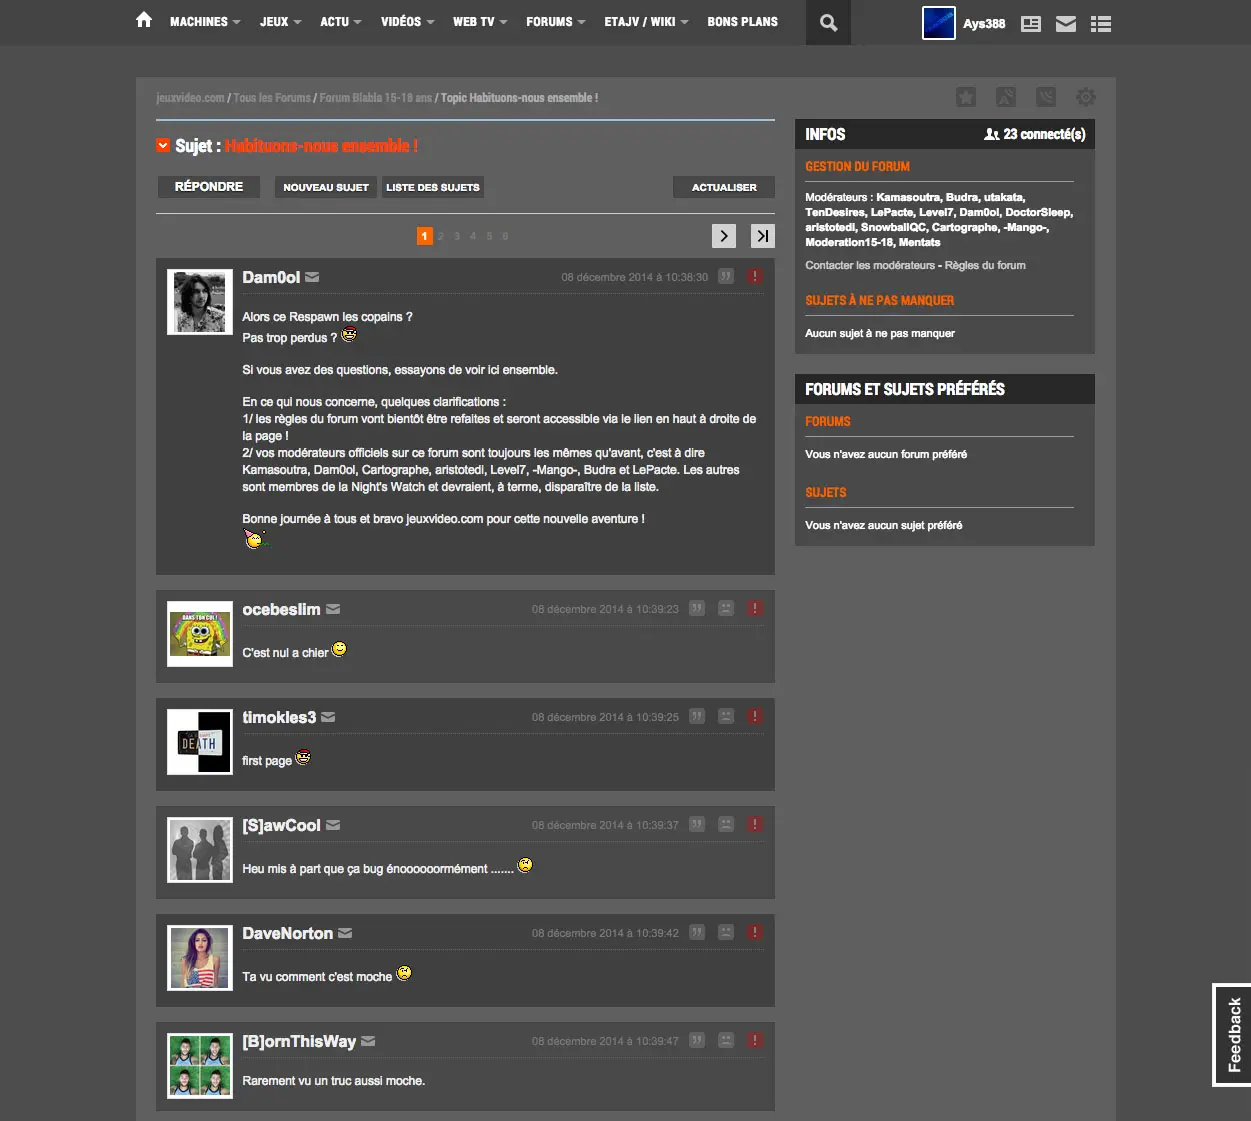 MACHINES JEUX ACTU VIDÉOS WEB TV FORUMS ETAJV / WIKI BONS PLANS Ays388
jeuxvideo.com / Tous les Forums / Forum Blabla 15-18 ans / Topic Habituons-nous ensemble !
Sujet : Habituons-nous ensemble !
RÉPONDRE NOUVEAU SUJET LISTE DES SUJETS ACTUALISER
1 2 3 4 5 6
Dam0ol 08 décembre 2014 à 10:38:30
Alors ce Respawn les copains ?
Pas trop perdus ?
Si vous avez des questions, essayons de voir ici ensemble.
En ce qui nous concerne, quelques clarifications :
1/ les règles du forum vont bientôt être refaites et seront accessible via le lien en haut à droite de
la page !
2/ vos modérateurs officiels sur ce forum sont toujours les mêmes qu'avant, c'est à dire
Kamasoutra, Dam0ol, Cartographe, aristotedi, Level7, -Mango-, Budra et LePacte. Les autres
sont membres de la Night's Watch et devraient, à terme, disparaître de la liste.
Bonne journée à tous et bravo jeuxvideo.com pour cette nouvelle aventure !
ocebeslim 08 décembre 2014 à 10:39:23
DANS TON CUL !
C'est nul a chier
timokles3 08 décembre 2014 à 10:39:25
DEATH
first page
[S]awCool 08 décembre 2014 à 10:39:37
Heu mis à part que ça bug énoooooormément .......
DaveNorton 08 décembre 2014 à 10:39:42
Ta vu comment c'est moche
[B]ornThisWay 08 décembre 2014 à 10:39:47
Rarement vu un truc aussi moche.
INFOS 23 connecté(s)
GESTION DU FORUM
Modérateurs : Kamasoutra, Budra, utakata,
TenDesires, LePacte, Level7, Dam0ol, DoctorSleep,
aristotedi, SnowballQC, Cartographe, -Mango-,
Moderation15-18, Mentats
Contacter les modérateurs - Règles du forum
SUJETS À NE PAS MANQUER
Aucun sujet à ne pas manquer
FORUMS ET SUJETS PRÉFÉRÉS
FORUMS
Vous n'avez aucun forum préféré
SUJETS
Vous n'avez aucun sujet préféré
Feedback